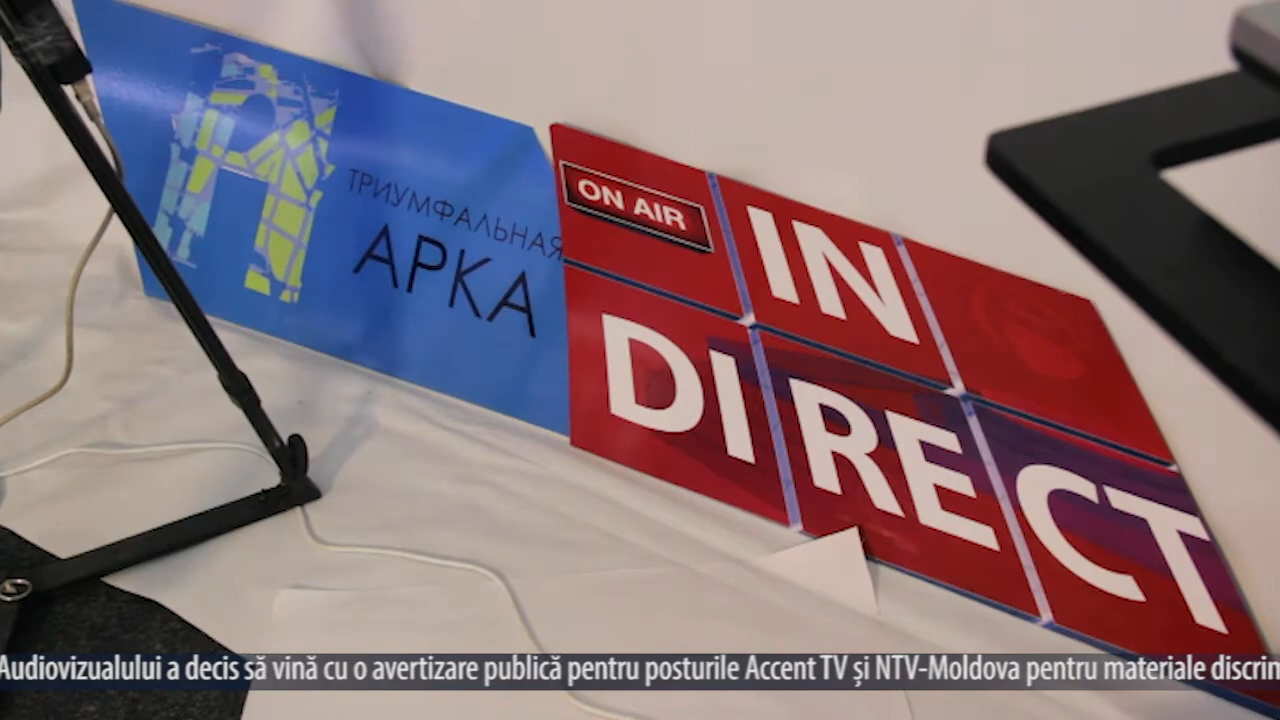 ТРИУМФАЛЬНАЯ
АРКА
ON AIR
IN
DIRECT
Audiovizualului a decis să vină cu o avertizare publică pentru posturile Accent TV și NTV-Moldova pentru materiale